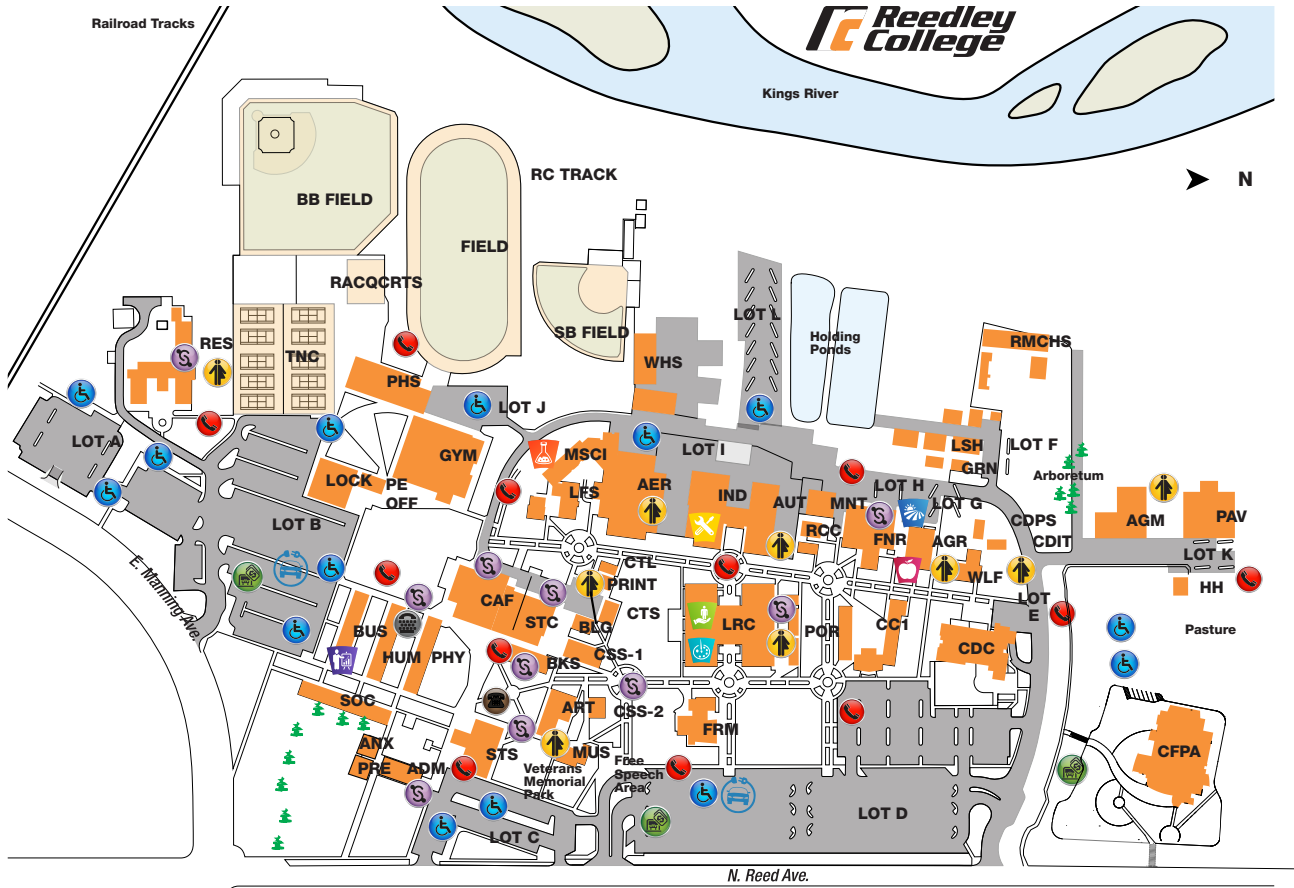 Railroad Tracks
Reedley
College
Kings River
N
RC TRACK
BB FIELD
FIELD
RACQCRTS
SB FIELD
LOT L
Holding
Ponds
RES
TNC
WHS
RMCHS
PHS
LOT J
LOT A
GYM
MSCI
LOT I
LSH
LOT F
GRN
Arboretum
LOCK
PE
OFF
LFS
AER
IND
AUT
MNT
LOT H
LOT G
LOT B
RCC
FNR
AGR
CDPS
CDIT
AGM
PAV
LOT K
E. Manning Ave.
CTL
PRINT
WLF
HH
CAF
STC
BLG
CTS
LRC
POR
CC1
LOT
E
BUS
HUM
PHY
BKS
CSS-1
CDC
Pasture
SOC
ART
CSS-2
FRM
ANX
PRE
ADM
STS
MUS
Veterans
Memorial
Park
Free
Speech
Area
CFPA
LOT C
LOT D
N. Reed Ave.